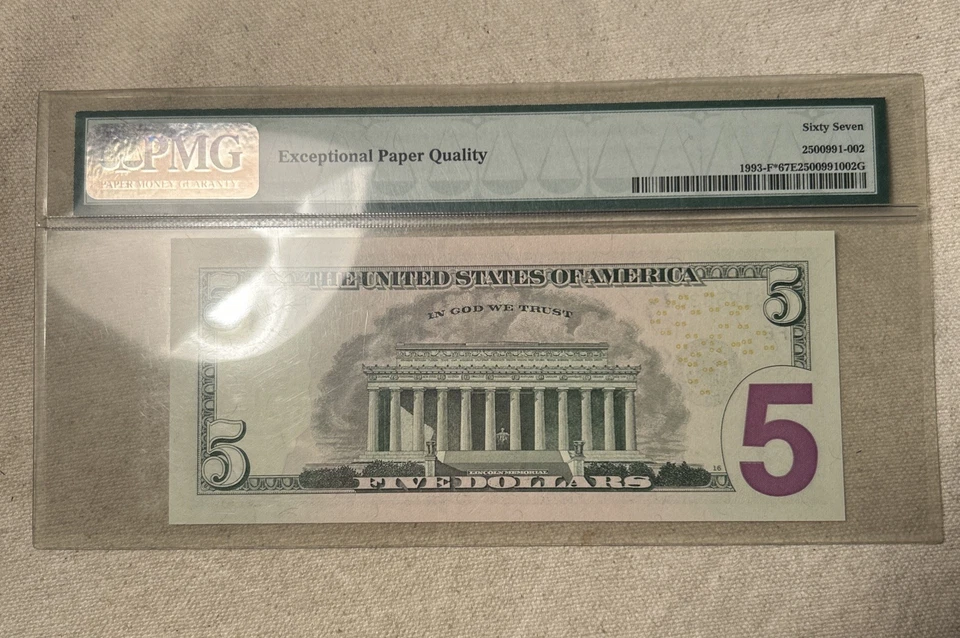 PMG
PAPER MONEY GUARANTY
Exceptional Paper Quality
Sixty Seven
2500991-002
1993-F*67E2500991002G
THE UNITED STATES OF AMERICA
5
IN GOD WE TRUST
5
5
LINCOLN MEMORIAL
16
FIVE DOLLARS